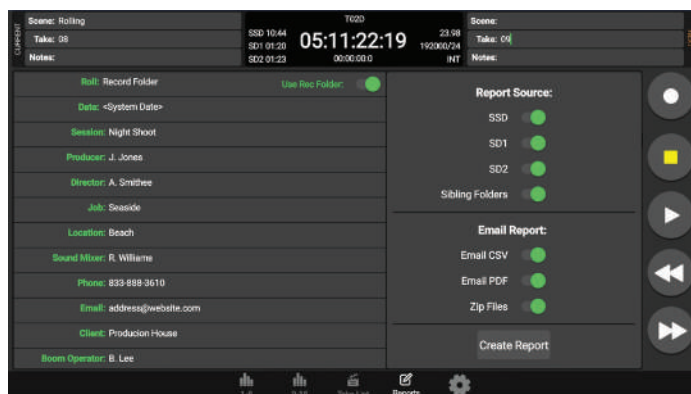 CURRENT
Scene: Rolling
Take: 08
Notes:
SSD 10:44
SD1 01:20
SD2 01:23
T02D
05:11:22:19
00:00:00:0
23.98
192000/24
INT
Scene:
Take: 09
Notes:
Roll: Record Folder
Use Rec Folder:
Date: <System Date>
Session: Night Shoot
Producer: J. Jones
Director: A. Smithee
Job: Seaside
Location: Beach
Sound Mixer: R. Williams
Phone: 833-888-3610
Email: address@website.com
Client: Producion House
Boom Operator: B. Lee
Report Source:
SSD
SD1
SD2
Sibling Folders
Email Report:
Email CSV
Email PDF
Zip Files
Create Report
Take List
Reports